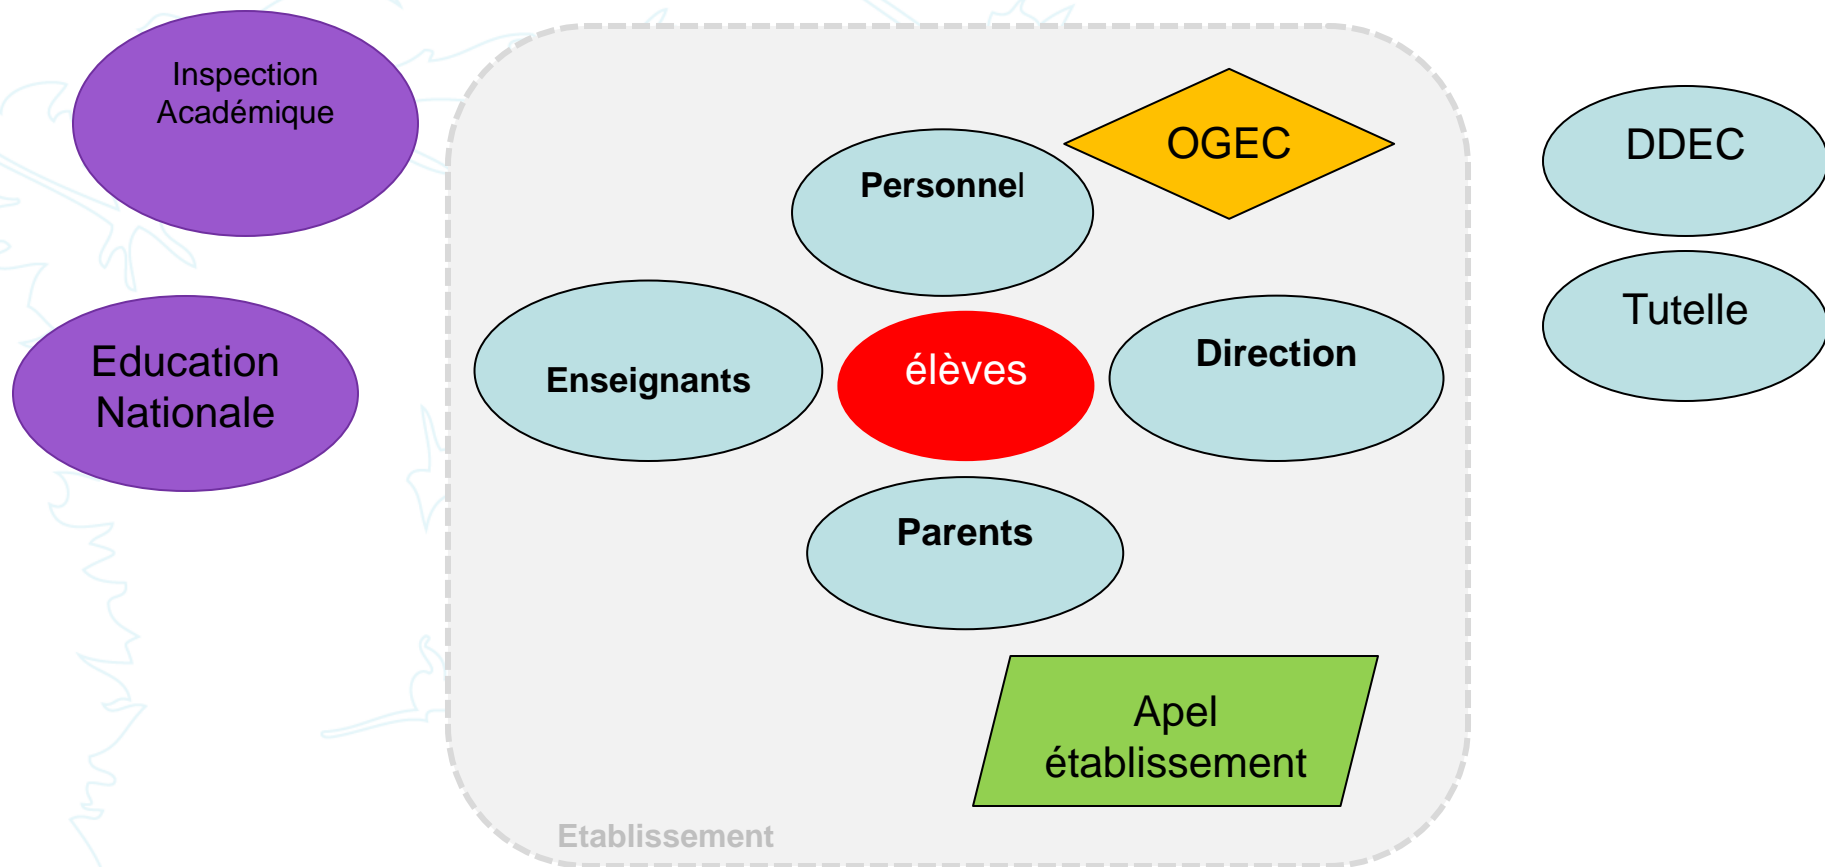 Inspection
Académique
Education
Nationale
OGEC
Personnel
Enseignants
élèves
Direction
Parents
Apel
établissement
Etablissement
DDEC
Tutelle